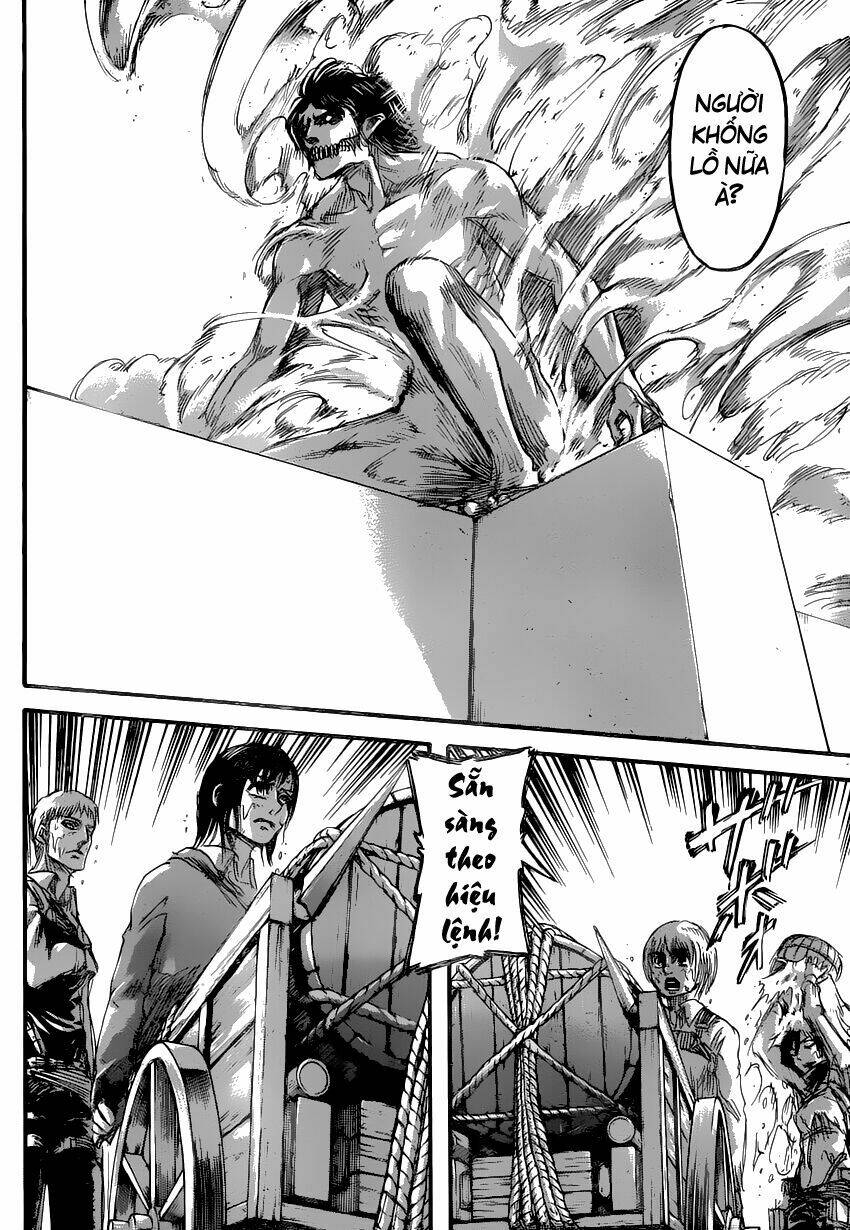 NGƯỜI
KHỔNG
LỒ NỮA
À?
Sẵn
sàng
theo
hiệu
lệnh!